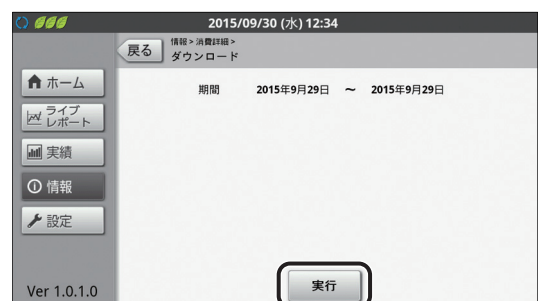 2015/09/30 (水) 12:34
戻る
情報 > 消費詳細 >
ダウンロード
ホーム
ライブ
レポート
実績
情報
設定
Ver 1.0.1.0
期間 2015年9月29日 ～ 2015年9月29日
実行